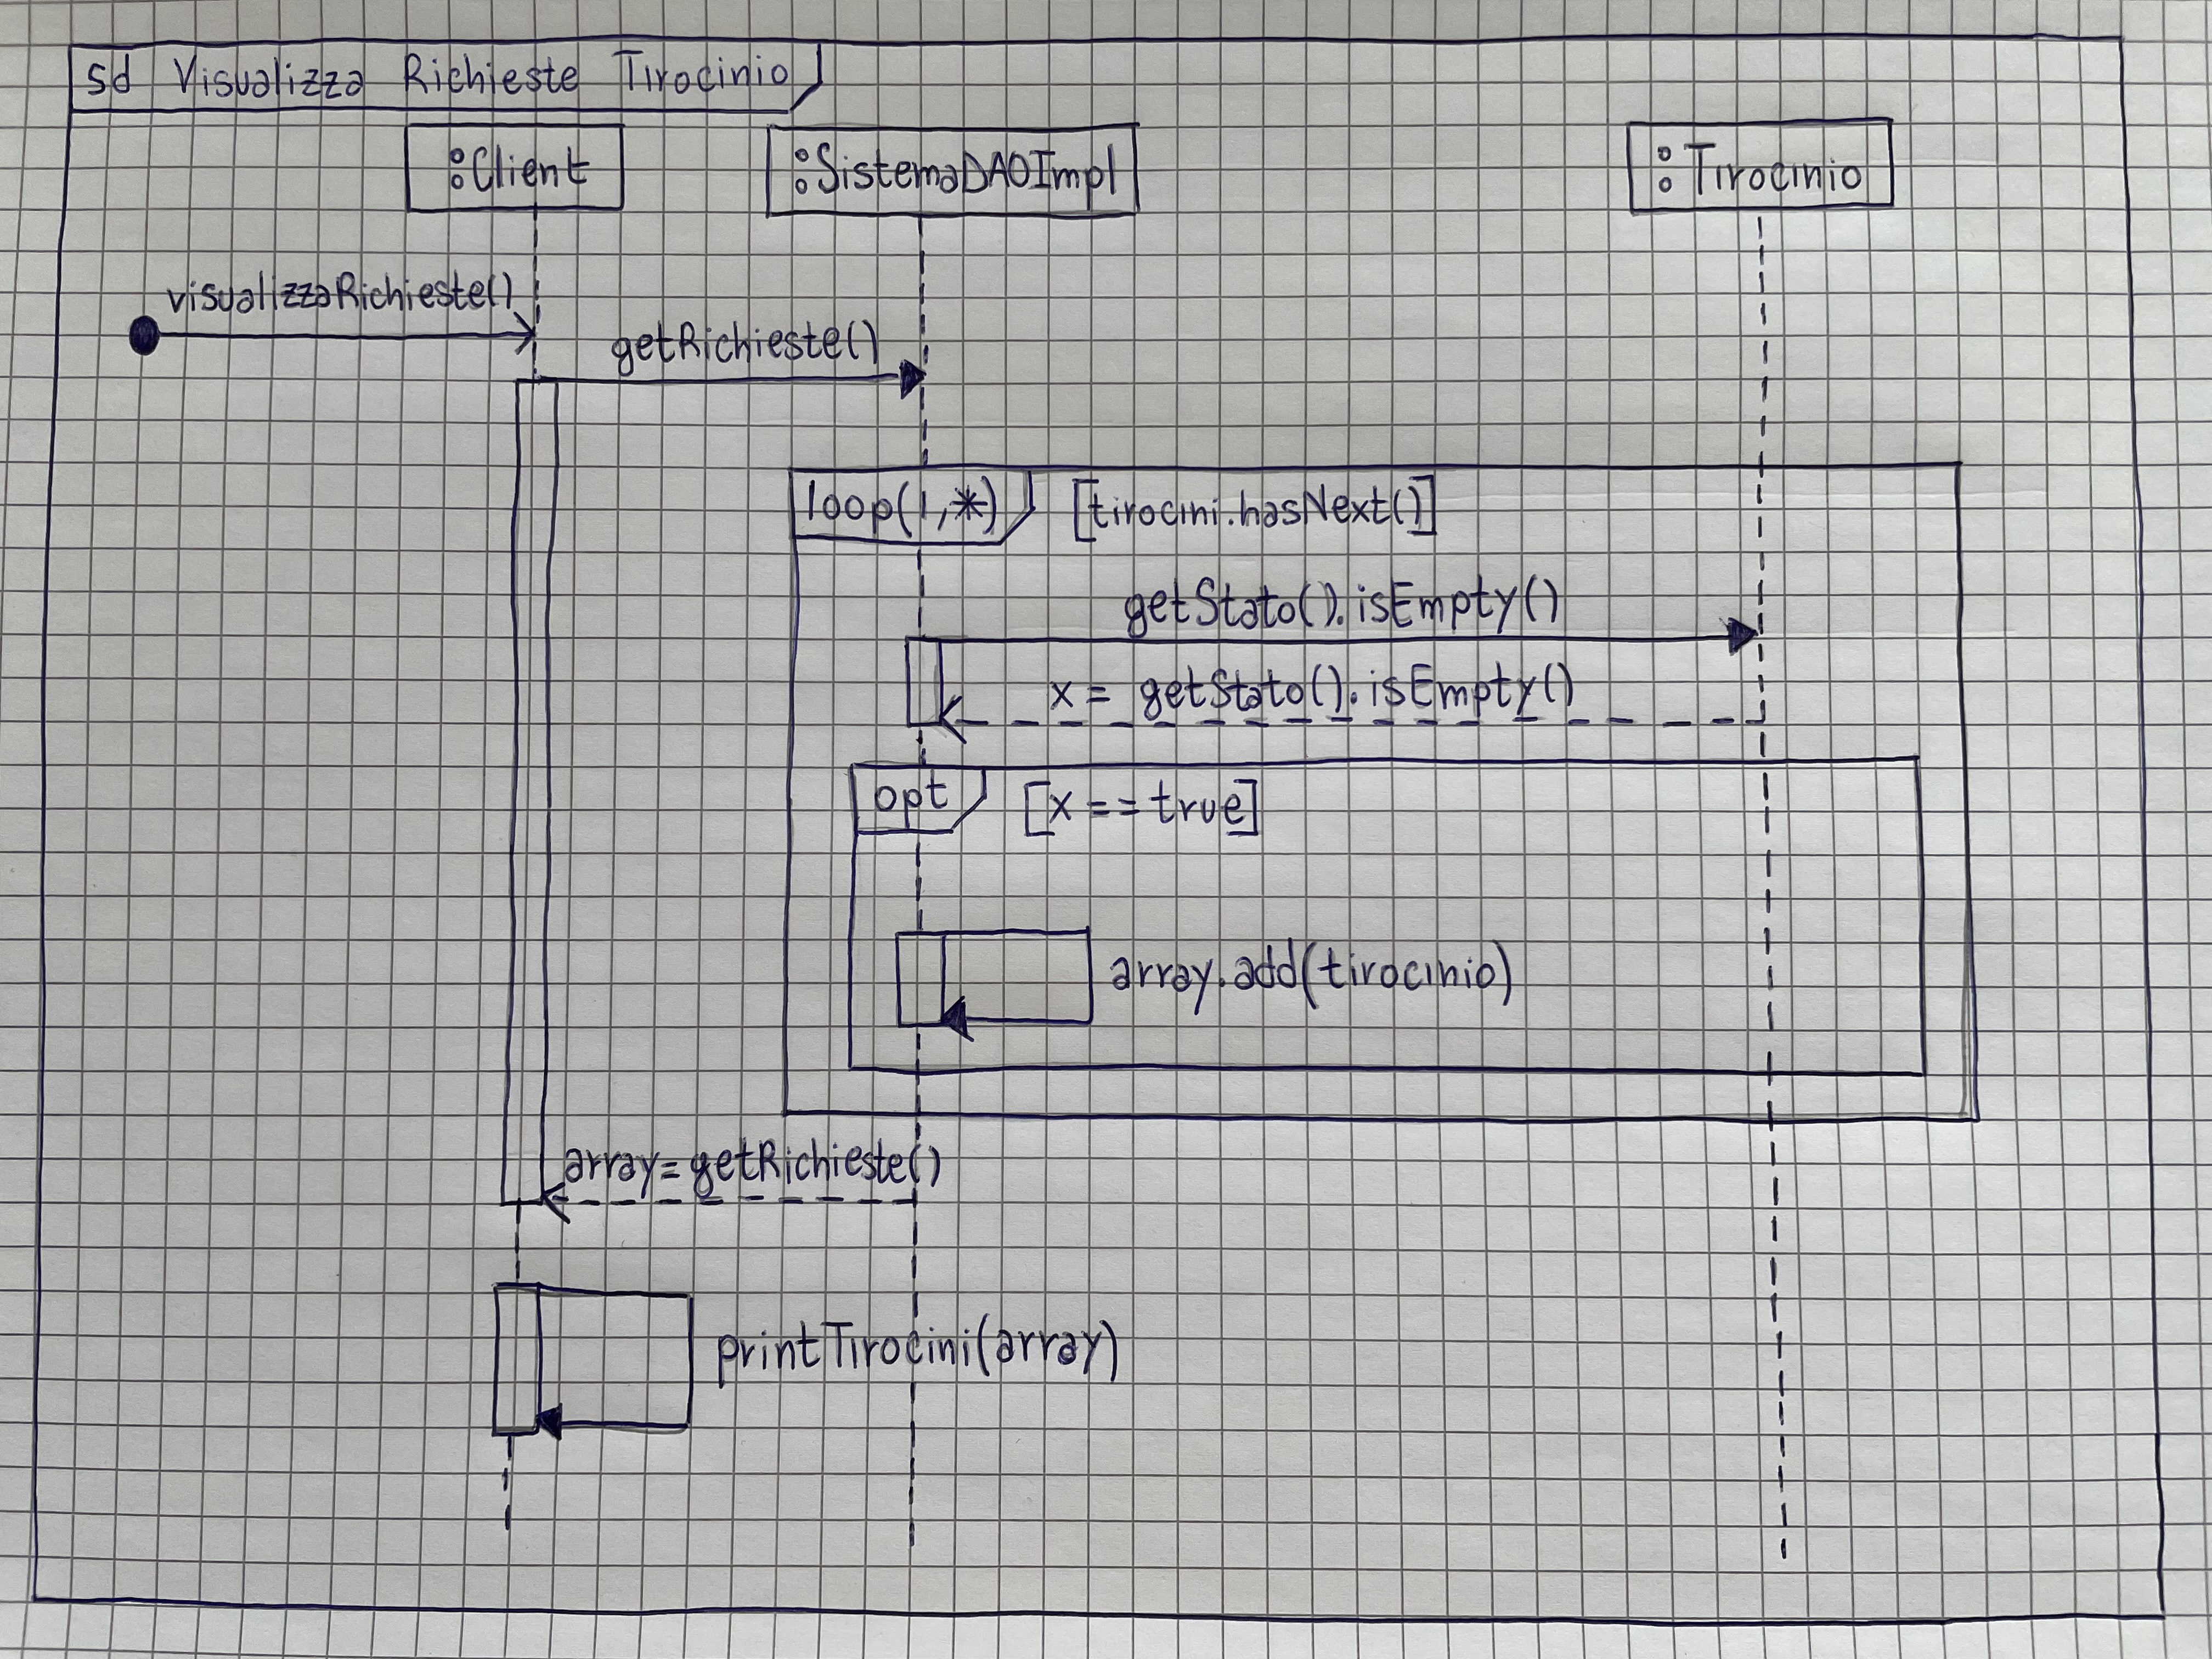 sd Visualizza Richieste Tirocinio
:Client
:SistemaDAOImpl
:Tirocinio
visualizzaRichieste()
getRichieste()
loop(1,*) [tirocini.hasNext()]
getStato().isEmpty()
x = getStato().isEmpty()
opt [x==true]
array.add(tirocinio)
array=getRichieste()
printTirocini(array)